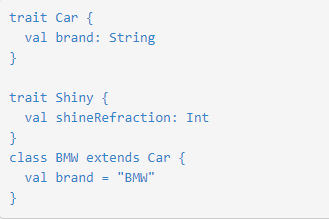 trait Car {
  val brand: String
}

trait Shiny {
  val shineRefraction: Int
}
class BMW extends Car {
  val brand = "BMW"
}